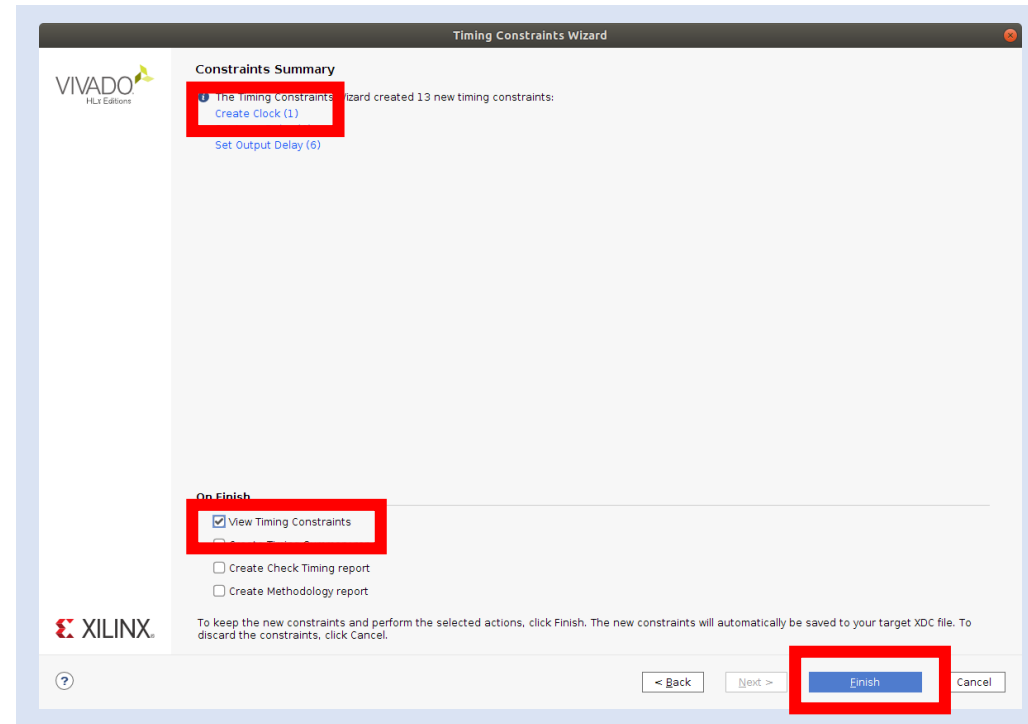 Timing Constraints Wizard
VIVADO
HLx Editions
Constraints Summary
The Timing Constraints Wizard created 13 new timing constraints:
Create Clock (1)
Set Output Delay (6)
On Finish
View Timing Constraints
Create Check Timing report
Create Methodology report
To keep the new constraints and perform the selected actions, click Finish. The new constraints will automatically be saved to your target XDC file. To
discard the constraints, click Cancel.
XILINX.
?
< Back
Next >
Finish
Cancel